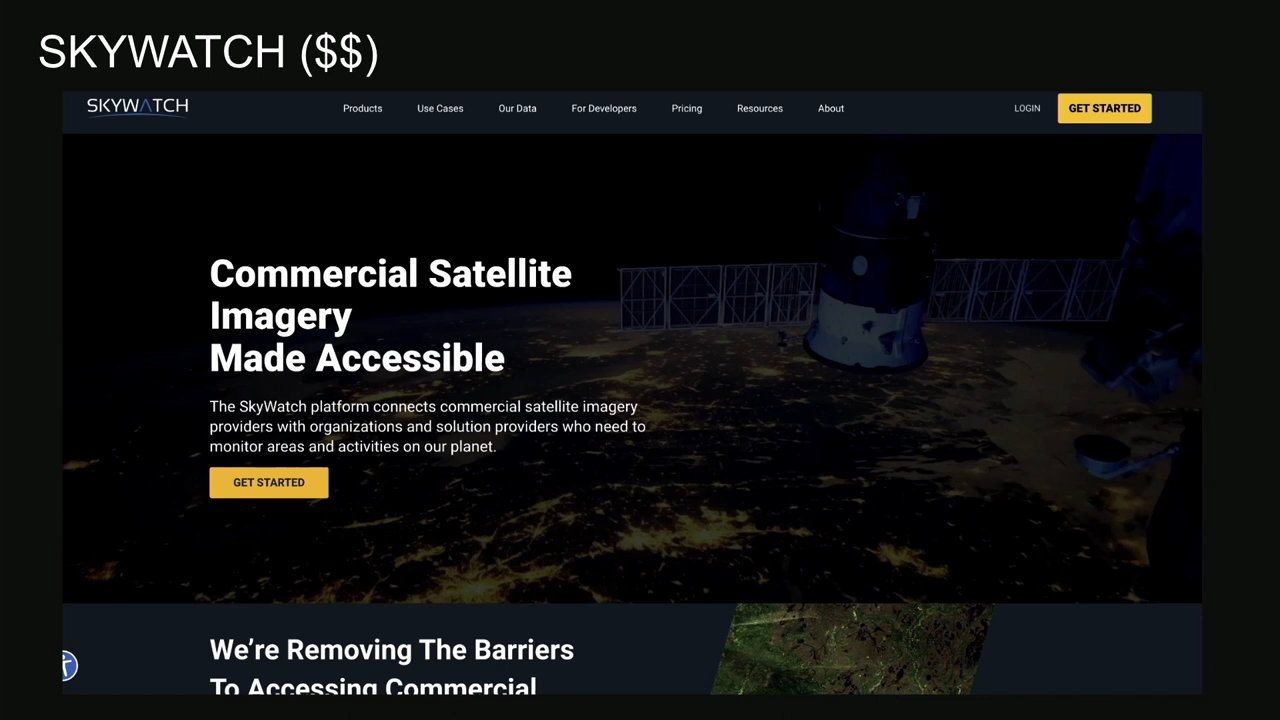 SKYWATCH ($$)
SKYWATCH
Products Use Cases Our Data For Developers Pricing Resources About LOGIN GET STARTED
Commercial Satellite
Imagery
Made Accessible
The SkyWatch platform connects commercial satellite imagery
providers with organizations and solution providers who need to
monitor areas and activities on our planet.
GET STARTED
We’re Removing The Barriers
To Accessing Commercial